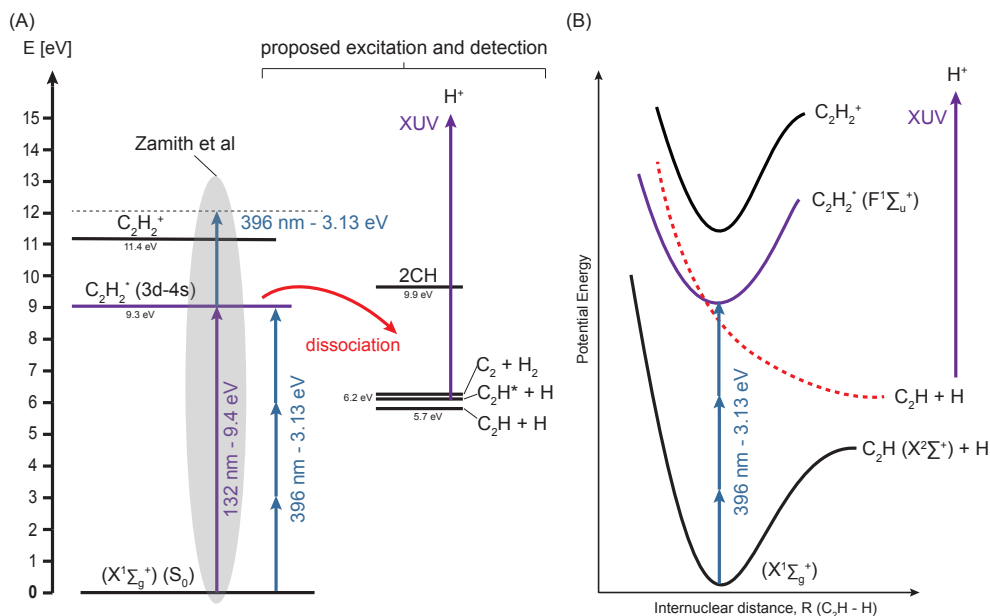 (A)
E [eV]
proposed excitation and detection
H⁺
XUV
15
14
13
12
11
10
9
8
7
6
5
4
3
2
1
0
Zamith et al
396 nm - 3.13 eV
C₂H₂⁺
11.4 eV
C₂H₂* (3d-4s)
9.3 eV
2CH
9.9 eV
dissociation
C₂ + H₂
6.2 eV
C₂H* + H
5.7 eV
C₂H + H
132 nm - 9.4 eV
396 nm - 3.13 eV
(X¹Σg⁺) (S₀)
(B)
H⁺
XUV
C₂H₂⁺
C₂H₂* (F¹Σᵤ⁺)
Potential Energy
C₂H + H
396 nm - 3.13 eV
C₂H (X²Σ⁺) + H
(X¹Σg⁺)
Internuclear distance, R (C₂H - H)